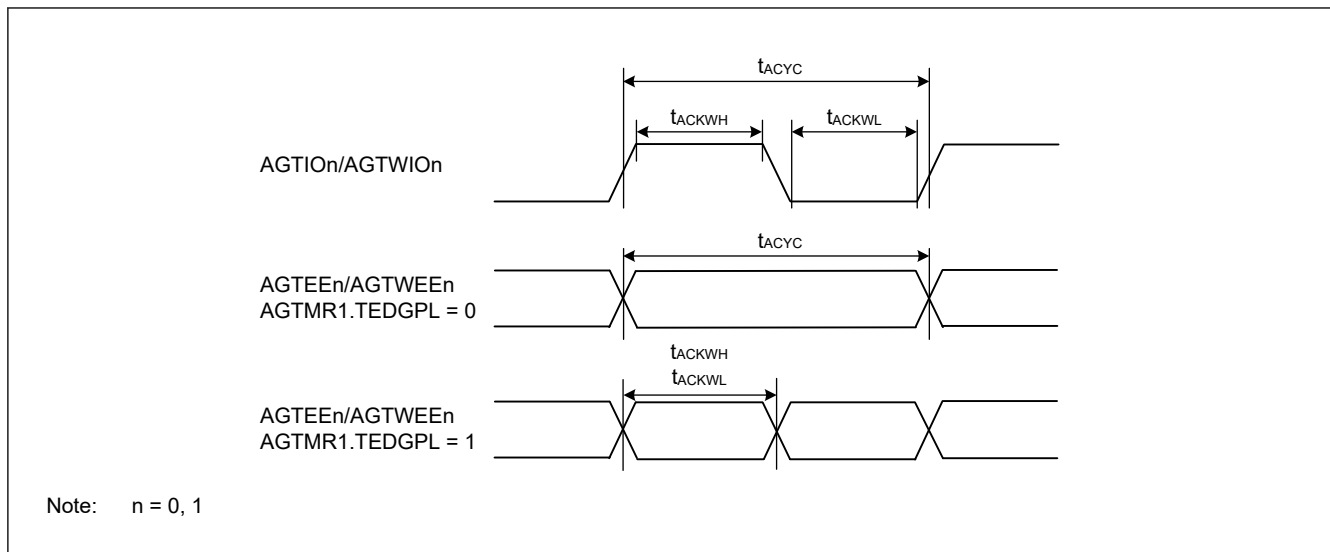 tACYC
tACKWH
tACKWL
AGTIOn/AGTWIOn
tACYC
AGTEEn/AGTWEEn
AGTMR1.TEDGPL = 0
tACKWH
tACKWL
AGTEEn/AGTWEEn
AGTMR1.TEDGPL = 1
Note: n = 0, 1